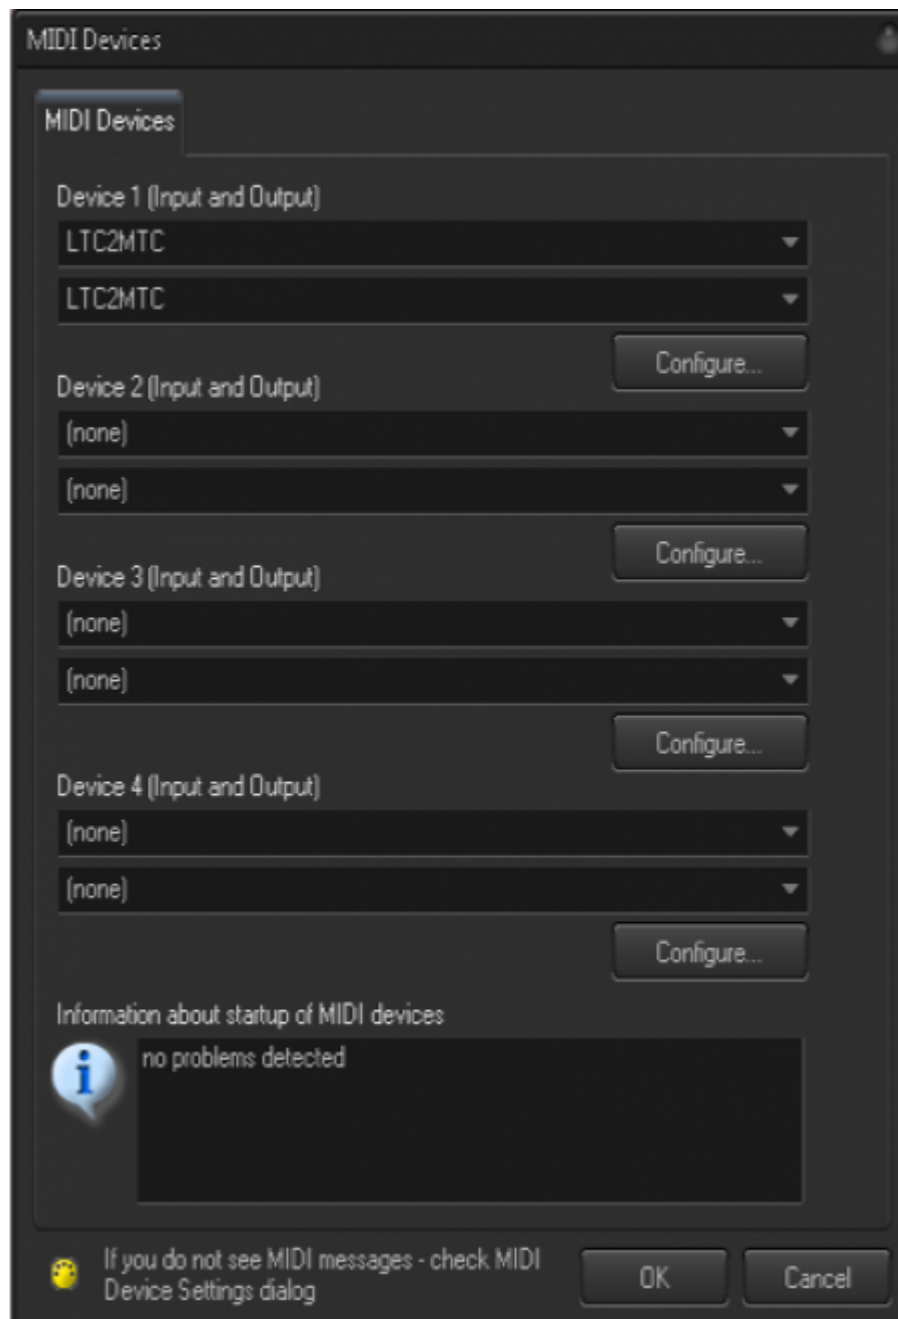 MIDI Devices
MIDI Devices
Device 1 (Input and Output)
LTC2MTC
LTC2MTC
Configure...
Device 2 (Input and Output)
(none)
(none)
Configure...
Device 3 (Input and Output)
(none)
(none)
Configure...
Device 4 (Input and Output)
(none)
(none)
Configure...
Information about startup of MIDI devices
no problems detected
If you do not see MIDI messages - check MIDI
Device Settings dialog
OK
Cancel